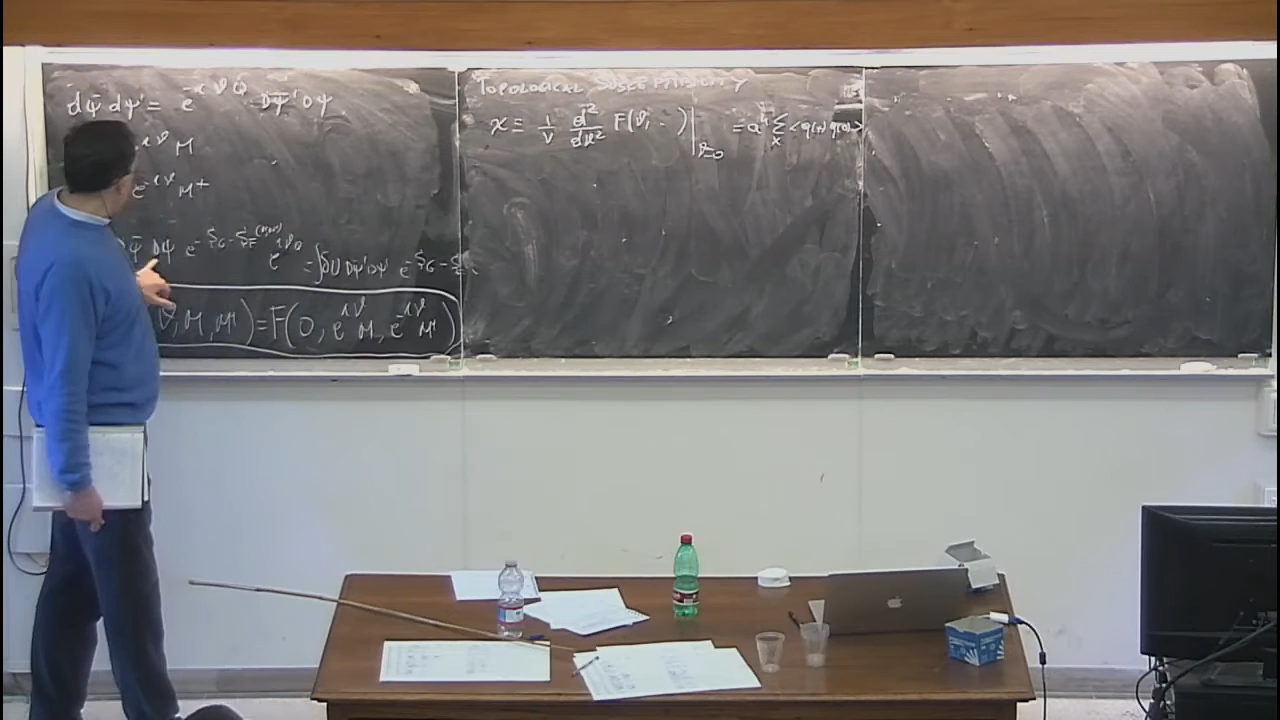 dψ̄ dψ' = e^{-iϑQ} Dψ̄' Dψ
iϑ M
e^{-iϑ} M⁺
ψ̄ Dψ e^{-S_G - S_F^{(M,M⁺)}} e^{iϑQ} = ∫DU Dψ̄' Dψ' e^{-S_G - S
ϑ, M, M⁺) = F(0, e^{iϑ} M, e^{-iϑ} M⁺)
TOPOLOGICAL SUSCEPTIBILITY
χ ≡ 1/V d²/dϑ² F(ϑ, - )|_{ϑ=0} = a⁴ Σ_x <q(x) q(0)>